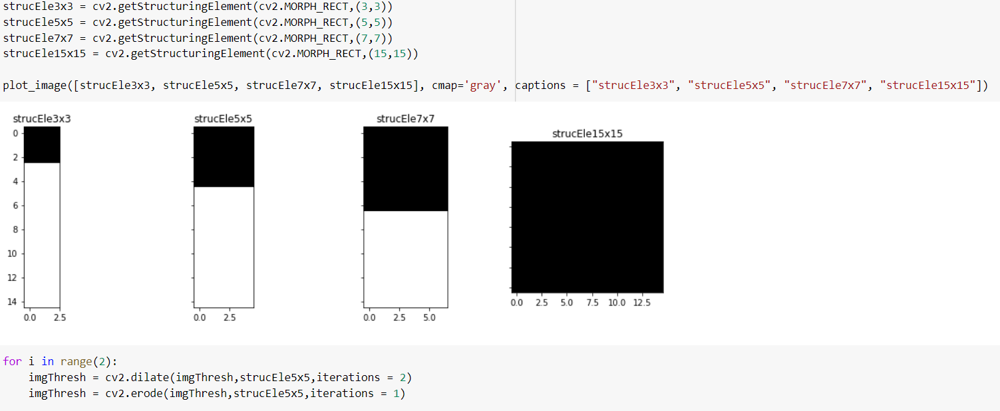 strucEle3x3 = cv2.getStructuringElement(cv2.MORPH_RECT,(3,3))
strucEle5x5 = cv2.getStructuringElement(cv2.MORPH_RECT,(5,5))
strucEle7x7 = cv2.getStructuringElement(cv2.MORPH_RECT,(7,7))
strucEle15x15 = cv2.getStructuringElement(cv2.MORPH_RECT,(15,15))
plot_image([strucEle3x3, strucEle5x5, strucEle7x7, strucEle15x15], cmap='gray', captions = ["strucEle3x3", "strucEle5x5", "strucEle7x7", "strucEle15x15"])
strucEle3x3
0
2
4
6
8
10
12
14
0.0 2.5
strucEle5x5
0.0 2.5
strucEle7x7
0.0 2.5 5.0
strucEle15x15
0.0 2.5 5.0 7.5 10.0 12.5
for i in range(2):
    imgThresh = cv2.dilate(imgThresh,strucEle5x5,iterations = 2)
    imgThresh = cv2.erode(imgThresh,strucEle5x5,iterations = 1)